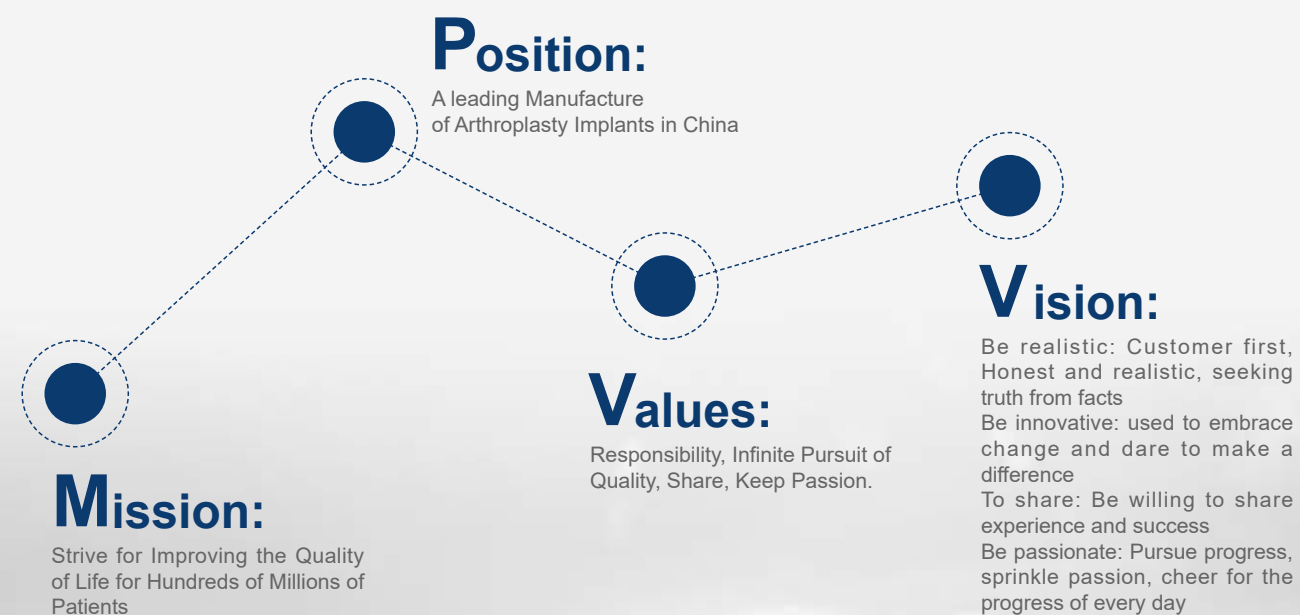 Position:
A leading Manufacture
of Arthroplasty Implants in China
Mission:
Strive for Improving the Quality
of Life for Hundreds of Millions of
Patients
Values:
Responsibility, Infinite Pursuit of
Quality, Share, Keep Passion.
Vision:
Be realistic: Customer first,
Honest and realistic, seeking
truth from facts
Be innovative: used to embrace
change and dare to make a
difference
To share: Be willing to share
experience and success
Be passionate: Pursue progress,
sprinkle passion, cheer for the
progress of every day